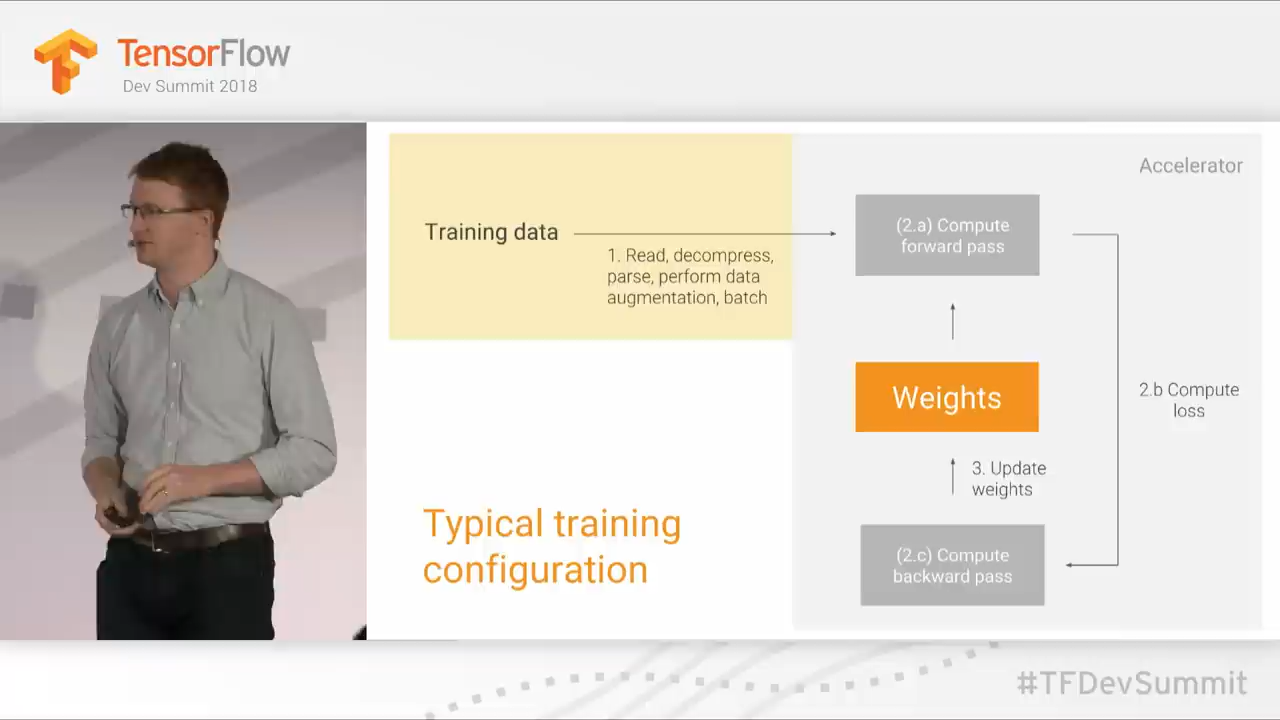 TensorFlow
Dev Summit 2018
Accelerator
Training data
1. Read, decompress,
parse, perform data
augmentation, batch
(2.a) Compute
forward pass
Weights
2.b Compute
loss
3. Update
weights
(2.c) Compute
backward pass
Typical training
configuration
#TFDevSummit